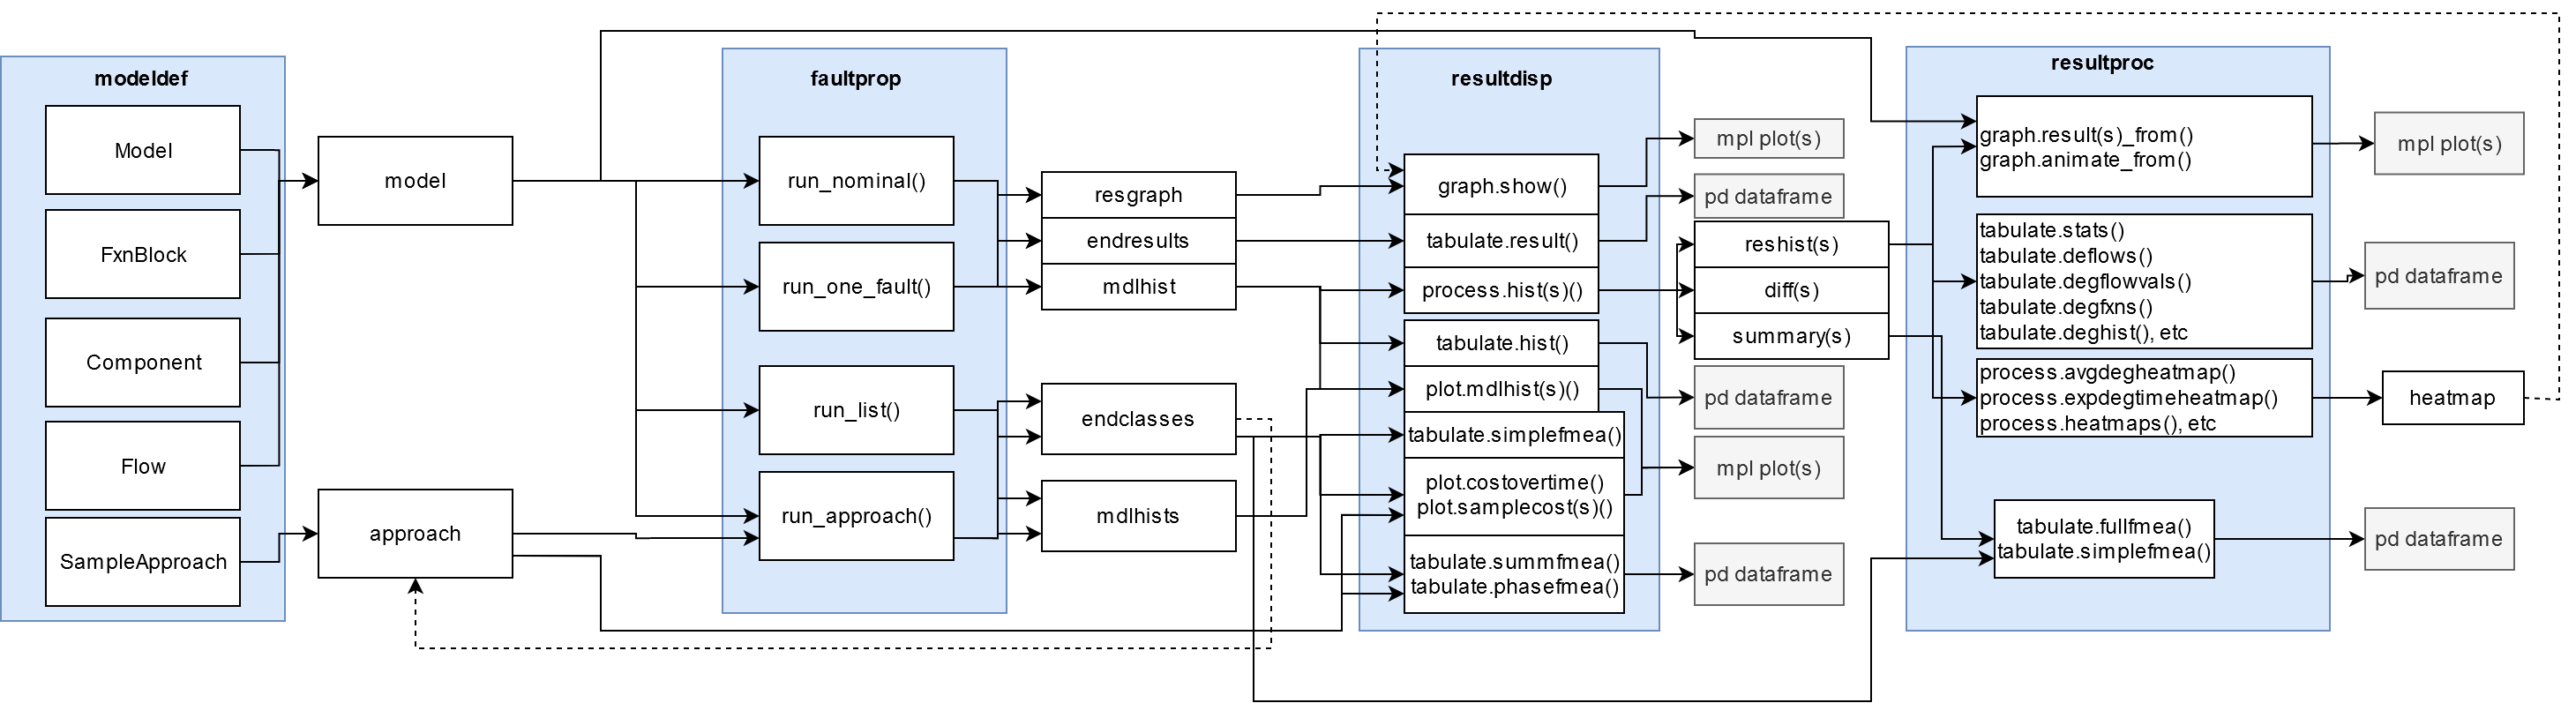 modeldef
Model
FxnBlock
Component
Flow
SampleApproach
model
approach
faultprop
run_nominal()
run_one_fault()
run_list()
run_approach()
resgraph
endresults
mdlhist
endclasses
mdlhists
resultdisp
graph.show()
tabulate.result()
process.hist(s)()
tabulate.hist()
plot.mdlhist(s)()
tabulate.simplefmea()
plot.costovertime()
plot.samplecost(s)()
tabulate.summfmea()
tabulate.phasefmea()
mpl plot(s)
pd dataframe
reshist(s)
diff(s)
summary(s)
pd dataframe
mpl plot(s)
pd dataframe
resultproc
graph.result(s)_from()
graph.animate_from()
tabulate.stats()
tabulate.deflows()
tabulate.degflowvals()
tabulate.degfxns()
tabulate.deghist(), etc
process.avgdegheatmap()
process.expdegtimeheatmap()
process.heatmaps(), etc
tabulate.fullfmea()
tabulate.simplefmea()
mpl plot(s)
pd dataframe
heatmap
pd dataframe